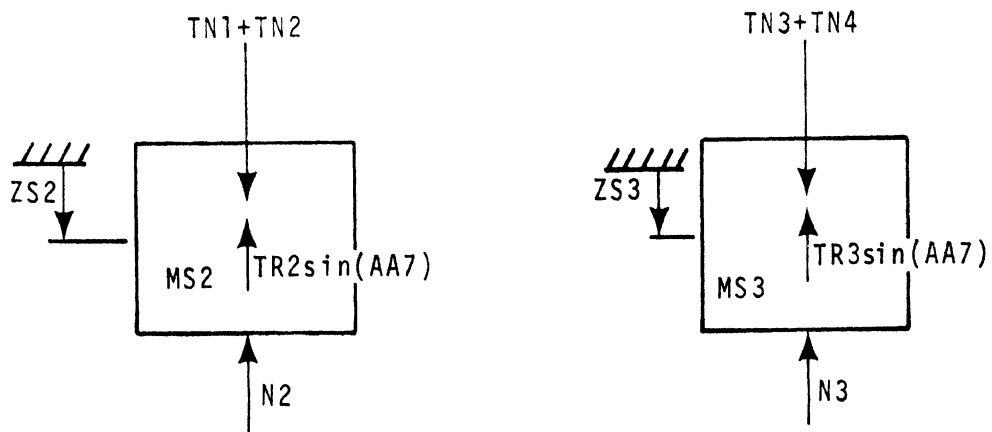 TN1+TN2
TN3+TN4
ZS2
ZS3
TR2sin(AA7)
TR3sin(AA7)
MS2
MS3
N2
N3